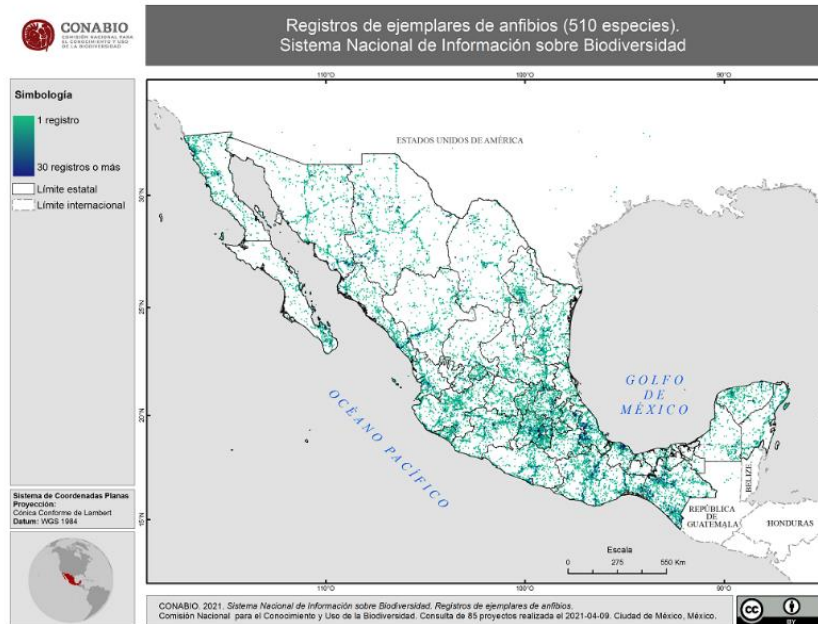 CONABIO
COMISIÓN NACIONAL PARA
EL CONOCIMIENTO Y USO
DE LA BIODIVERSIDAD
Registros de ejemplares de anfibios (510 especies).
Sistema Nacional de Información sobre Biodiversidad
Simbología
1 registro
30 registros o más
Límite estatal
Límite internacional
110°O
100°O
90°O
ESTADOS UNIDOS DE AMÉRICA
30°N
25°N
20°N
15°N
GOLFO
DE
MÉXICO
OCÉANO PACÍFICO
BELIZE
REPÚBLICA
DE
GUATEMALA
HONDURAS
Escala
0 275 550 Km
Sistema de Coordenadas Planas
Proyección:
Cónica Conforme de Lambert
Datum: WGS 1984
CONABIO. 2021. Sistema Nacional de Información sobre Biodiversidad. Registros de ejemplares de anfibios.
Comisión Nacional para el Conocimiento y Uso de la Biodiversidad. Consulta de 85 proyectos realizada el 2021-04-09. Ciudad de México, México.
cc
BY